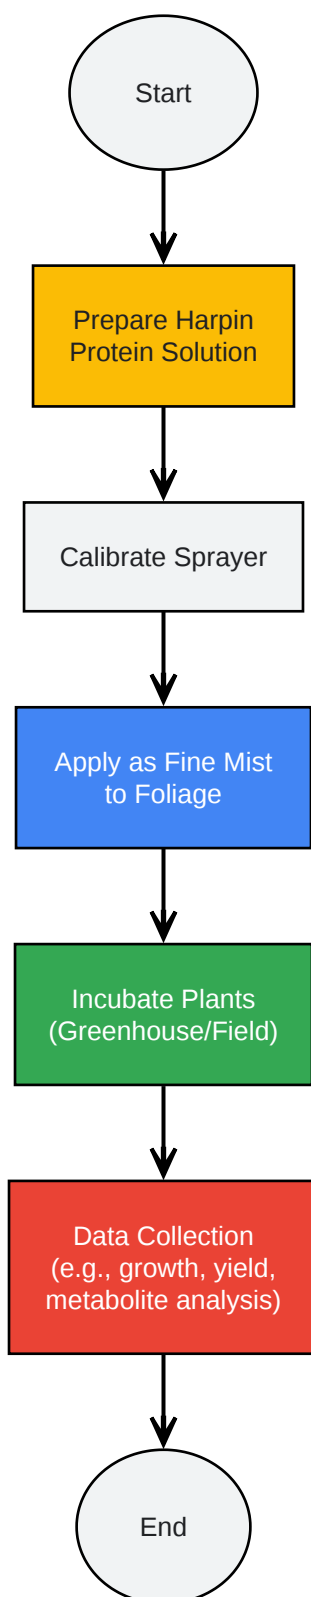 Start
Prepare Harpin
Protein Solution
Calibrate Sprayer
Apply as Fine Mist
to Foliage
Incubate Plants
(Greenhouse/Field)
Data Collection
(e.g., growth, yield,
metabolite analysis)
End